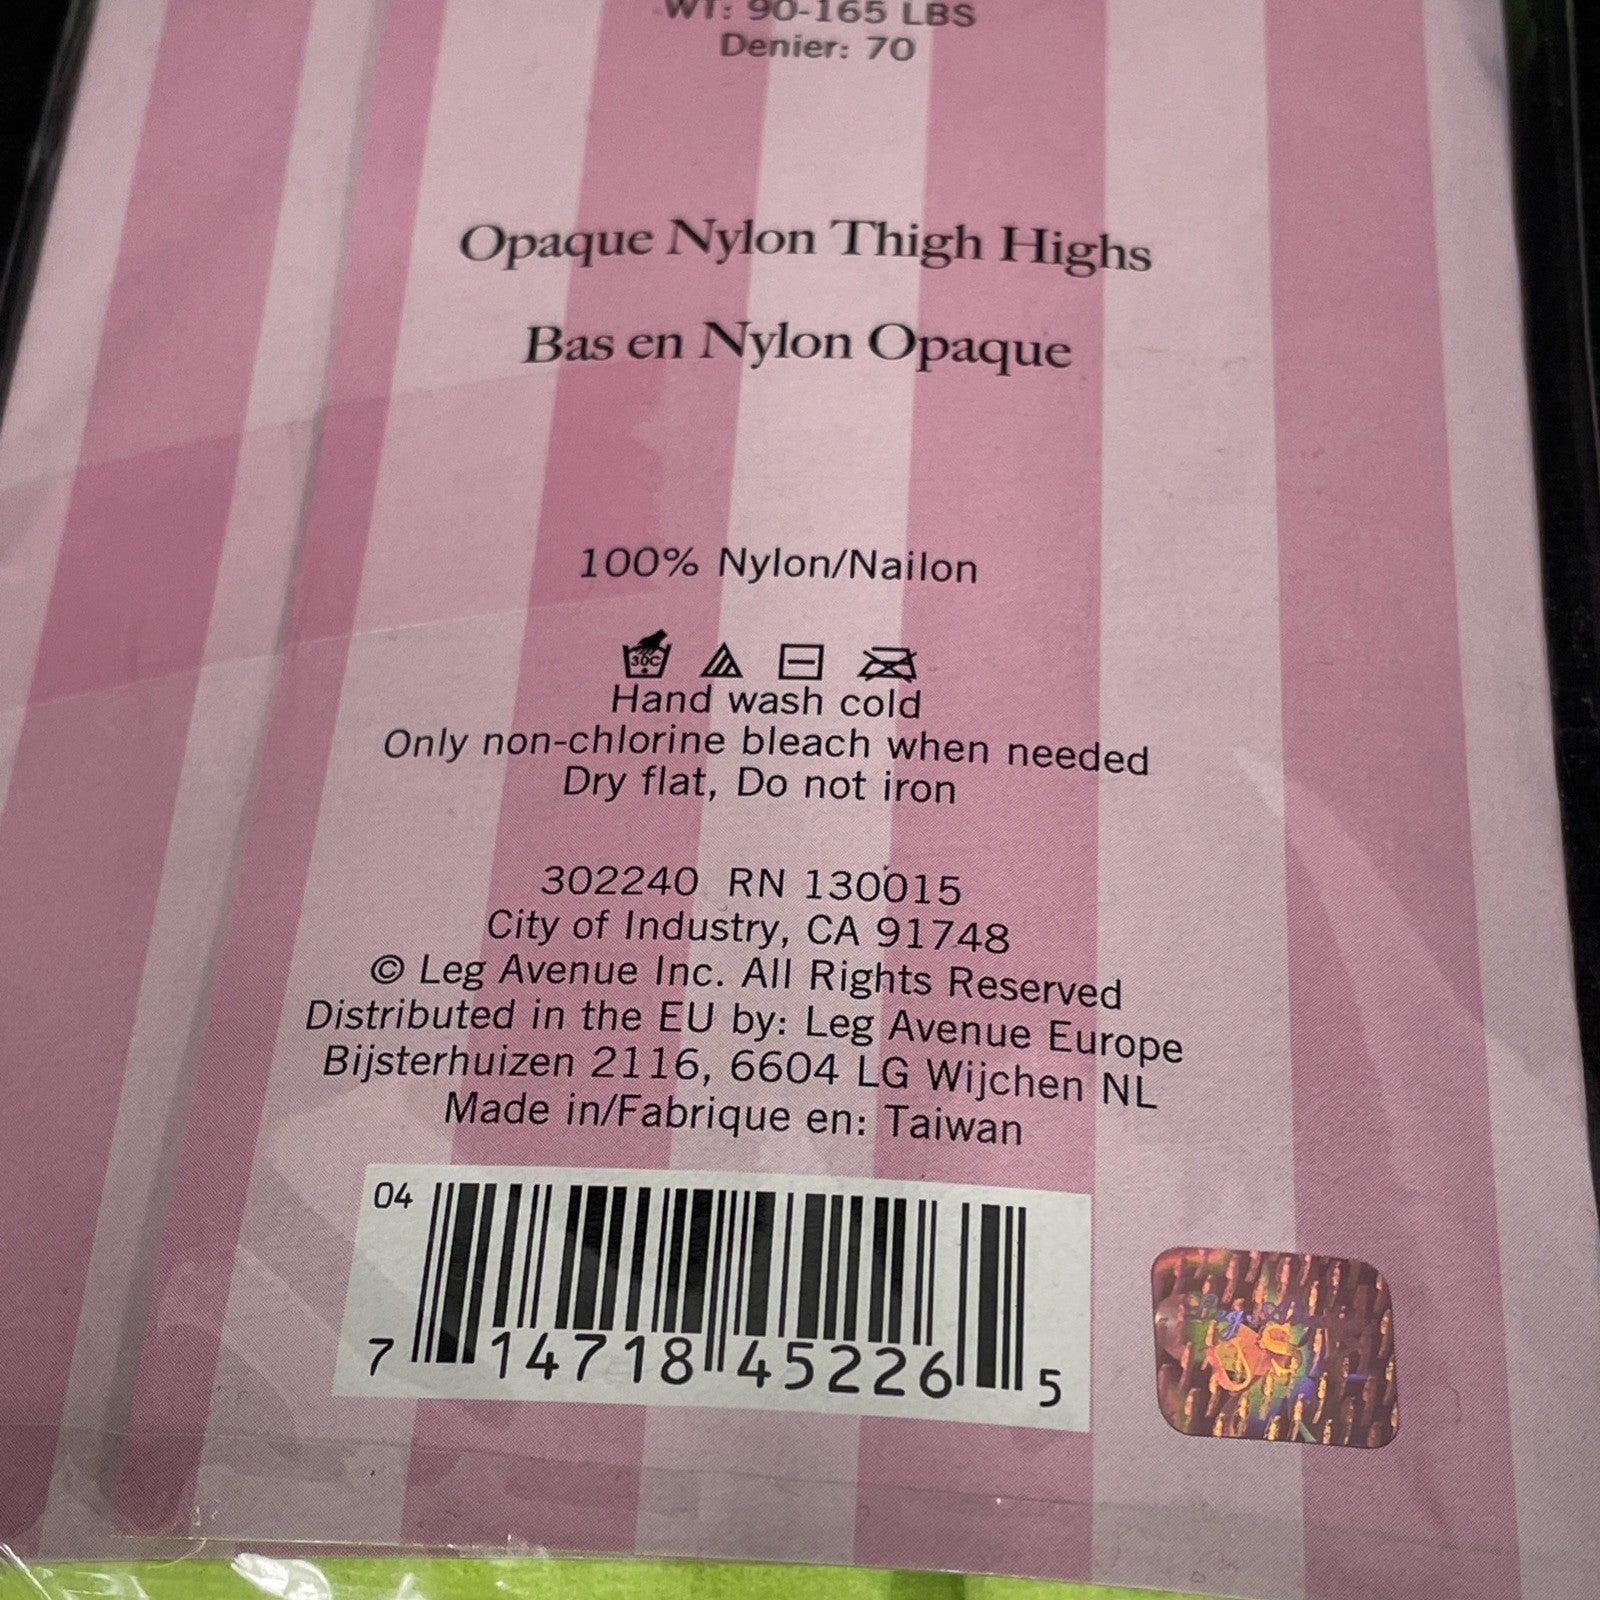 WT: 90-165 LBS
Denier: 70
Opaque Nylon Thigh Highs
Bas en Nylon Opaque
100% Nylon/Nailon
30C
Hand wash cold
Only non-chlorine bleach when needed
Dry flat, Do not iron
302240 RN 130015
City of Industry, CA 91748
© Leg Avenue Inc. All Rights Reserved
Distributed in the EU by: Leg Avenue Europe
Bijsterhuizen 2116, 6604 LG Wijchen NL
Made in/Fabrique en: Taiwan
04
7 14718 45226 5
Leg